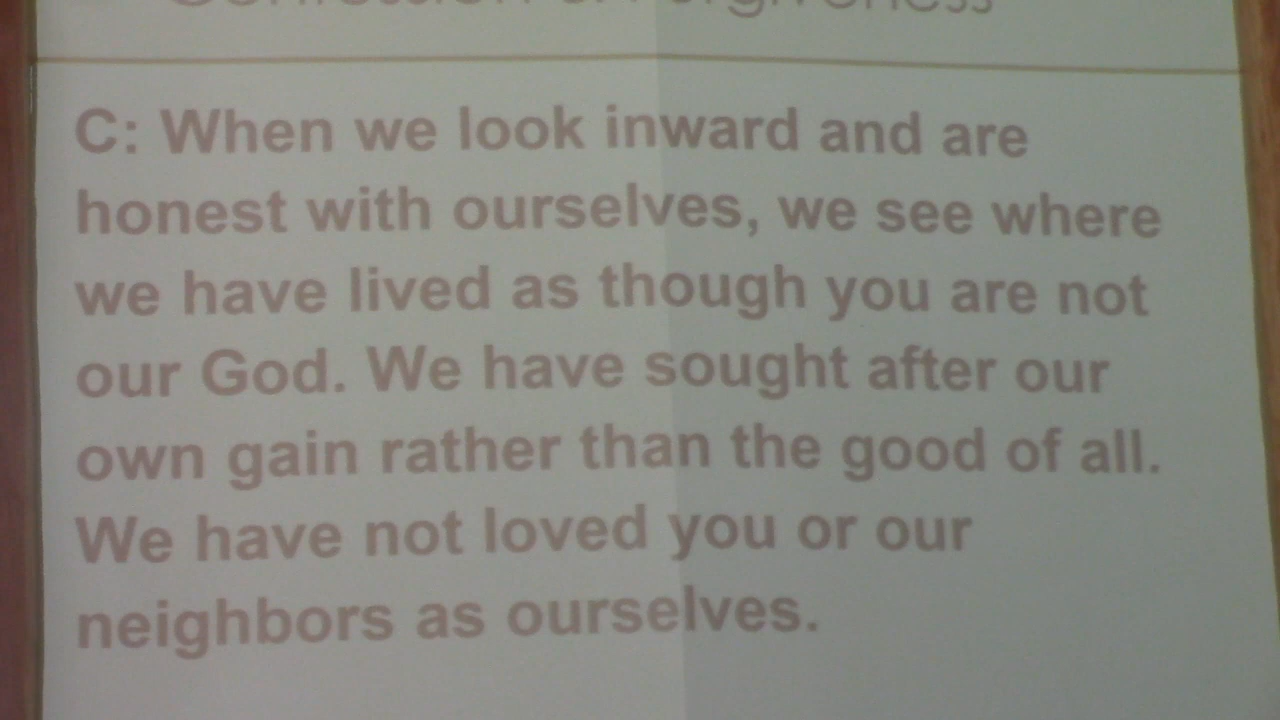 Confession & Forgiveness
C: When we look inward and are
honest with ourselves, we see where
we have lived as though you are not
our God. We have sought after our
own gain rather than the good of all.
We have not loved you or our
neighbors as ourselves.